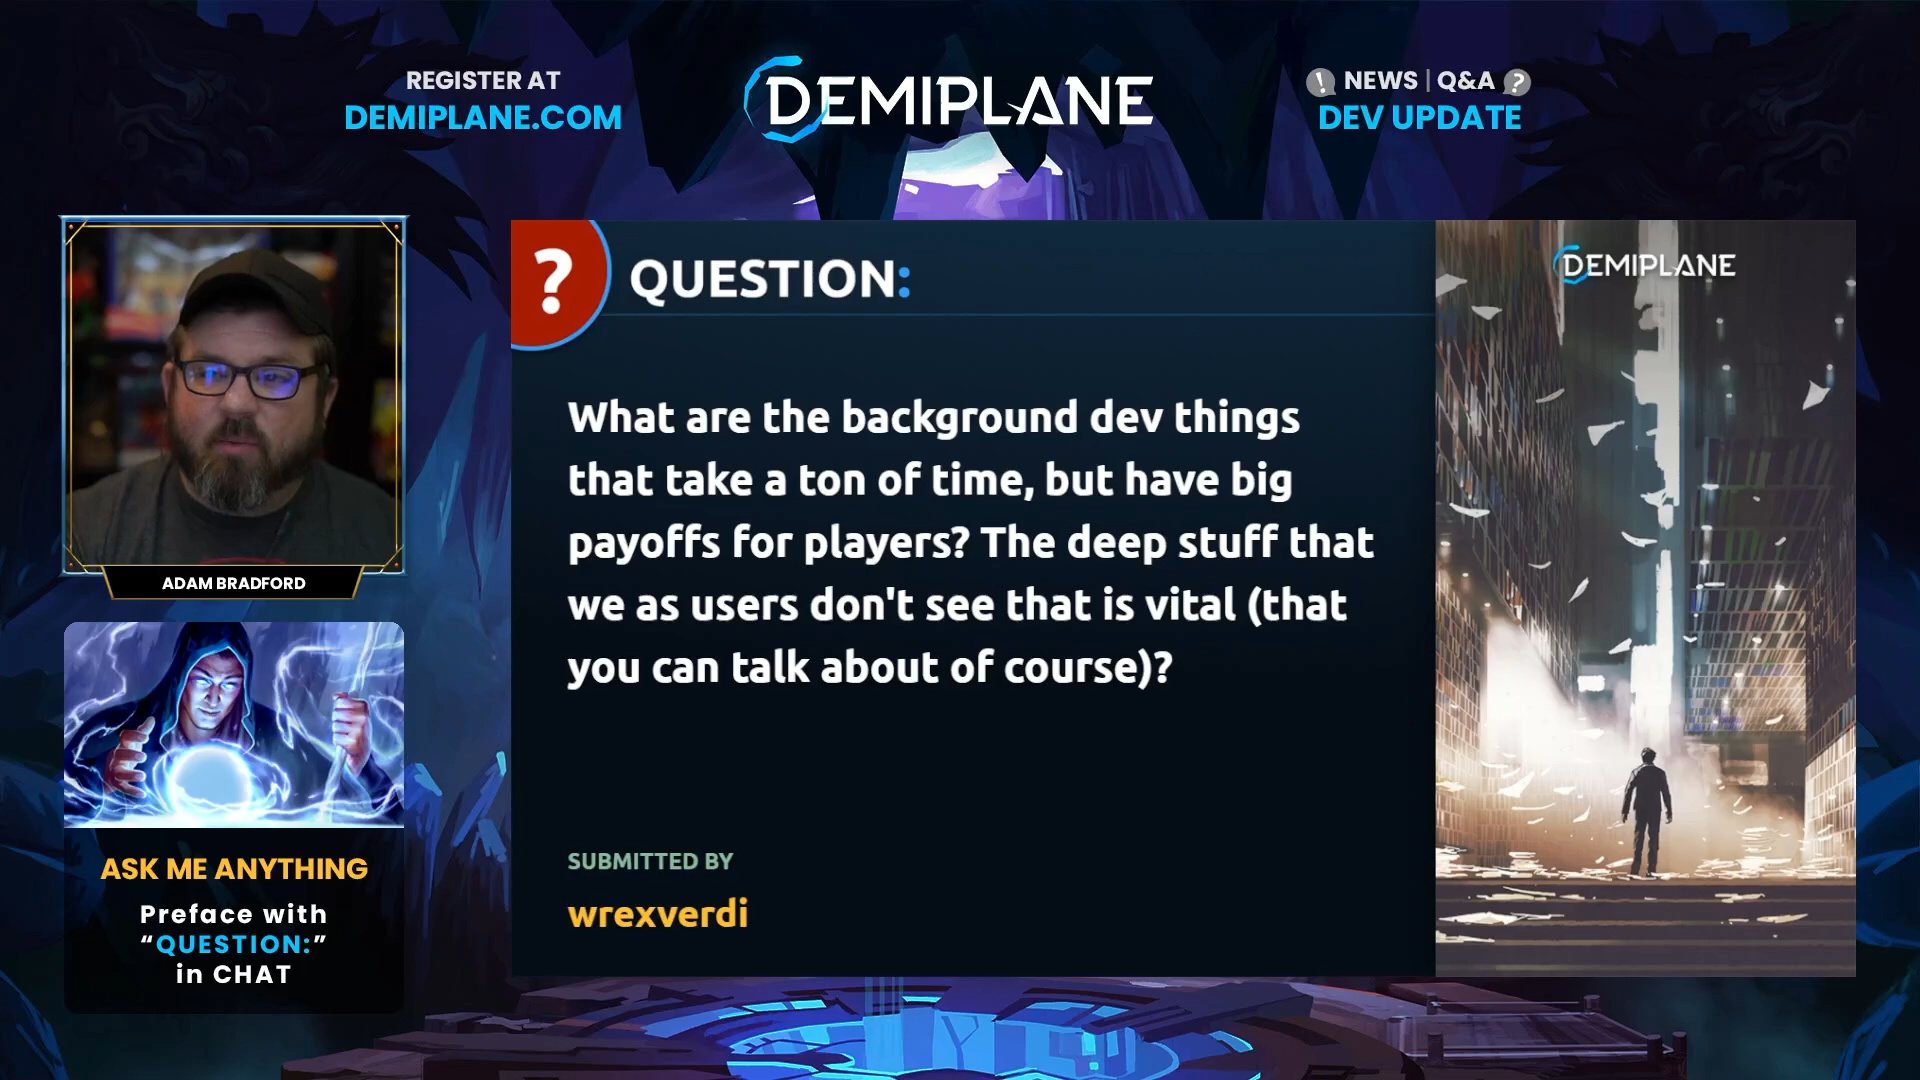 REGISTER AT
DEMIPLANE.COM
DEMIPLANE
! NEWS | Q&A ?
DEV UPDATE
ADAM BRADFORD
ASK ME ANYTHING
Preface with
“QUESTION:”
in CHAT
? QUESTION:
What are the background dev things
that take a ton of time, but have big
payoffs for players? The deep stuff that
we as users don't see that is vital (that
you can talk about of course)?
SUBMITTED BY
wrexverdi
DEMIPLANE